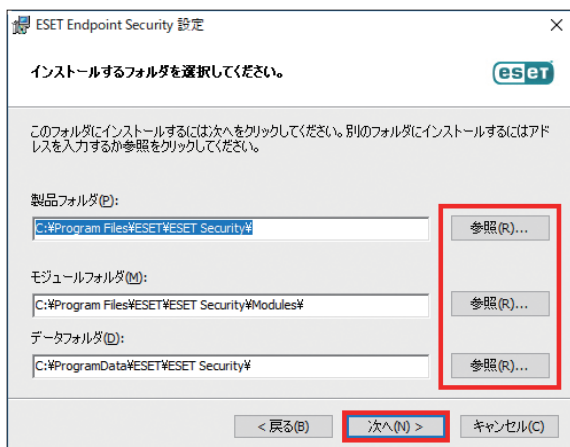 ESET Endpoint Security 設定
インストールするフォルダを選択してください。
eset
このフォルダにインストールするには次へをクリックしてください。別のフォルダにインストールするにはアド
レスを入力するか参照をクリックしてください。
製品フォルダ(P):
C:¥Program Files¥ESET¥ESET Security¥
参照(R)...
モジュールフォルダ(M):
C:¥Program Files¥ESET¥ESET Security¥Modules¥
参照(R)...
データフォルダ(D):
C:¥ProgramData¥ESET¥ESET Security¥
参照(R)...
< 戻る(B)
次へ(N) >
キャンセル(C)